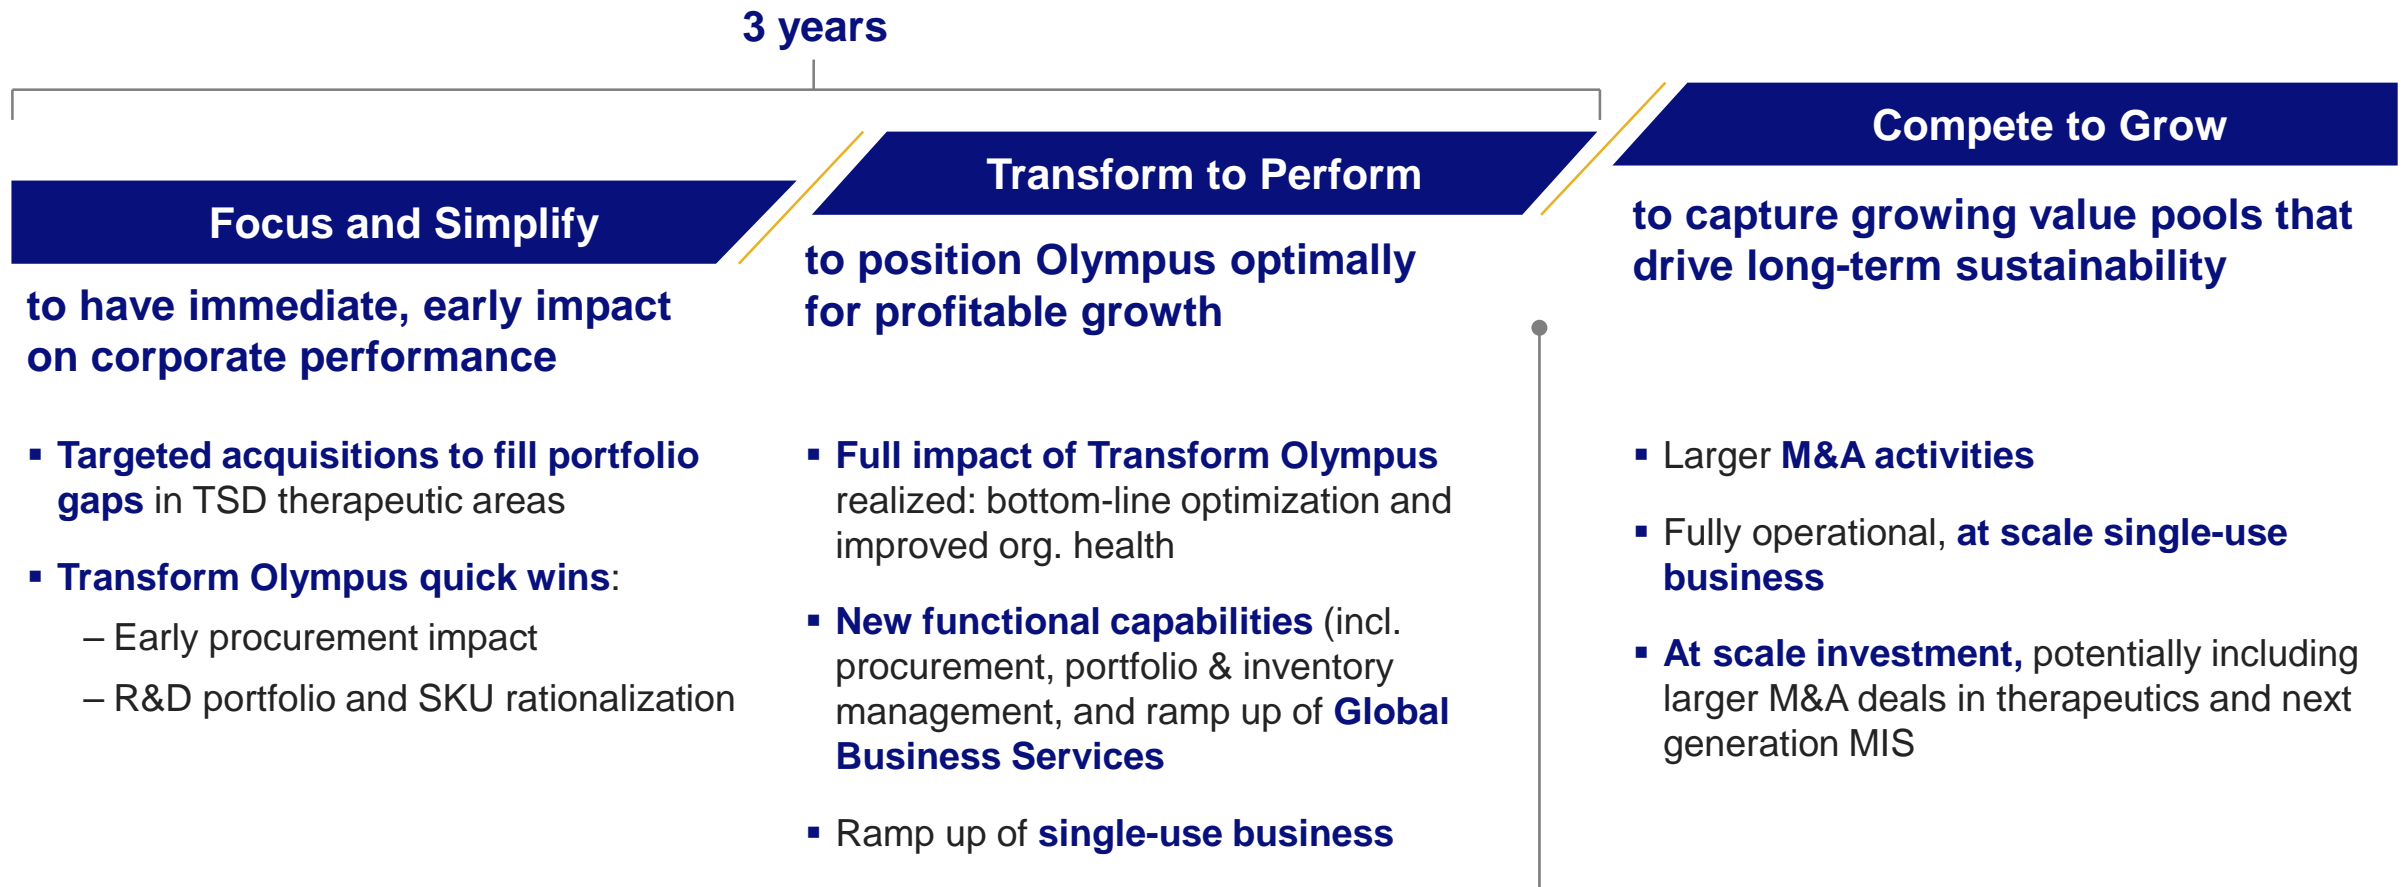 3 years
Focus and Simplify
to have immediate, early impact
on corporate performance
▪ Targeted acquisitions to fill portfolio
gaps in TSD therapeutic areas
▪ Transform Olympus quick wins:
– Early procurement impact
– R&D portfolio and SKU rationalization
Transform to Perform
to position Olympus optimally
for profitable growth
▪ Full impact of Transform Olympus
realized: bottom-line optimization and
improved org. health
▪ New functional capabilities (incl.
procurement, portfolio & inventory
management, and ramp up of Global
Business Services
▪ Ramp up of single-use business
Compete to Grow
to capture growing value pools that
drive long-term sustainability
▪ Larger M&A activities
▪ Fully operational, at scale single-use
business
▪ At scale investment, potentially including
larger M&A deals in therapeutics and next
generation MIS